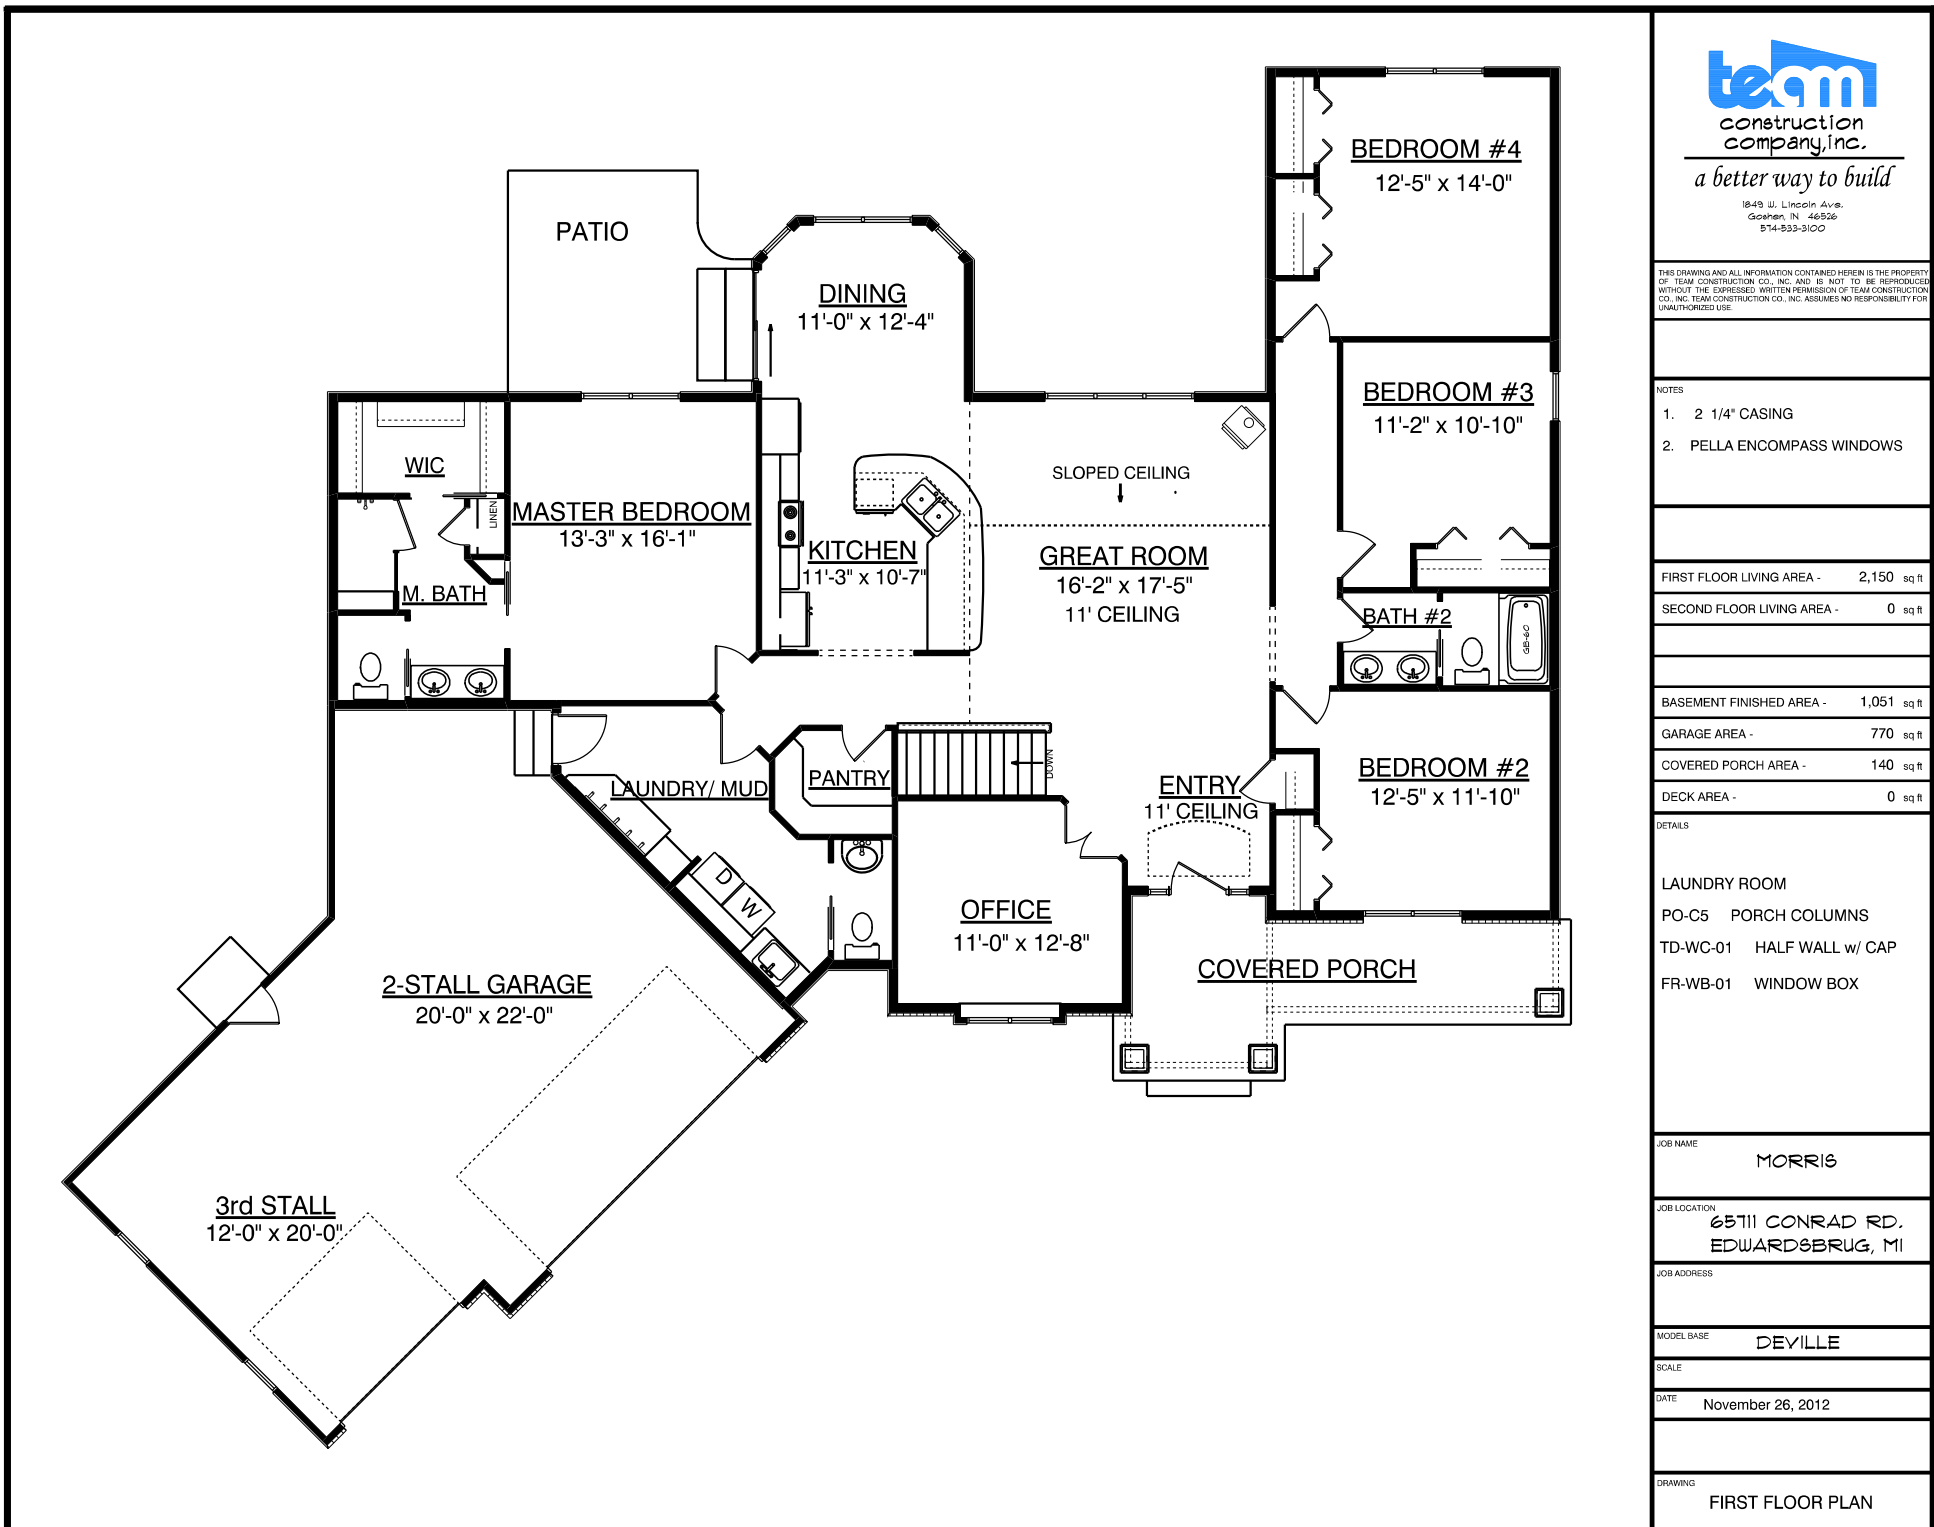 PATIO
DINING
11'-0" x 12'-4"
WIC
LINEN
MASTER BEDROOM
13'-3" x 16'-1"
M. BATH
KITCHEN
11'-3" x 10'-7"
SLOPED CEILING
GREAT ROOM
16'-2" x 17'-5"
11' CEILING
BEDROOM #4
12'-5" x 14'-0"
BEDROOM #3
11'-2" x 10'-10"
BATH #2
GB-60
BEDROOM #2
12'-5" x 11'-10"
LAUNDRY/ MUD
PANTRY
DOWN
ENTRY
11' CEILING
D
W
OFFICE
11'-0" x 12'-8"
COVERED PORCH
2-STALL GARAGE
20'-0" x 22'-0"
3rd STALL
12'-0" x 20'-0"
team
construction
company,inc.
a better way to build
1849 W. Lincoln Ave.
Goshen, IN 46526
574-533-3100
THIS DRAWING AND ALL INFORMATION CONTAINED HEREIN IS THE PROPERTY
OF TEAM CONSTRUCTION CO., INC. AND IS NOT TO BE REPRODUCED
WITHOUT THE EXPRESSED WRITTEN PERMISSION OF TEAM CONSTRUCTION
CO., INC. TEAM CONSTRUCTION CO., INC. ASSUMES NO RESPONSIBILITY FOR
UNAUTHORIZED USE.
NOTES
1. 2 1/4" CASING
2. PELLA ENCOMPASS WINDOWS
FIRST FLOOR LIVING AREA - 2,150 sq ft
SECOND FLOOR LIVING AREA - 0 sq ft
BASEMENT FINISHED AREA - 1,051 sq ft
GARAGE AREA - 770 sq ft
COVERED PORCH AREA - 140 sq ft
DECK AREA - 0 sq ft
DETAILS
LAUNDRY ROOM
PO-C5 PORCH COLUMNS
TD-WC-01 HALF WALL w/ CAP
FR-WB-01 WINDOW BOX
JOB NAME
MORRIS
JOB LOCATION
65711 CONRAD RD.
EDWARDSBRUG, MI
JOB ADDRESS
MODEL BASE
DEVILLE
SCALE
DATE
November 26, 2012
DRAWING
FIRST FLOOR PLAN